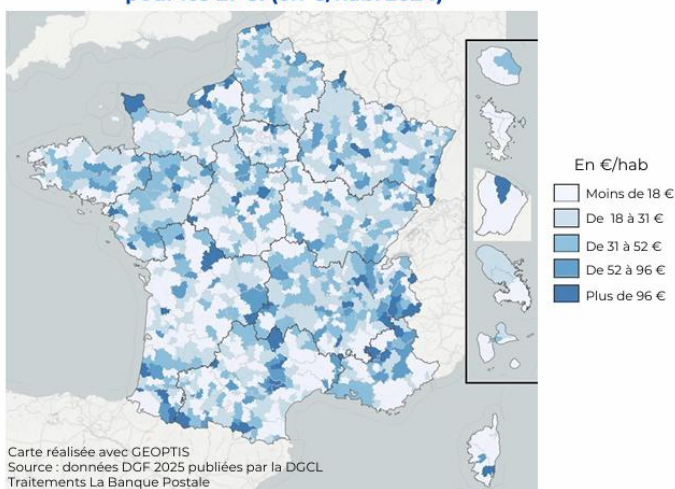 En €/hab
Moins de 18 €
De 18 à 31 €
De 31 à 52 €
De 52 à 96 €
Plus de 96 €
Carte réalisée avec GEOPTIS
Source : données DGF 2025 publiées par la DGCL
Traitements La Banque Postale